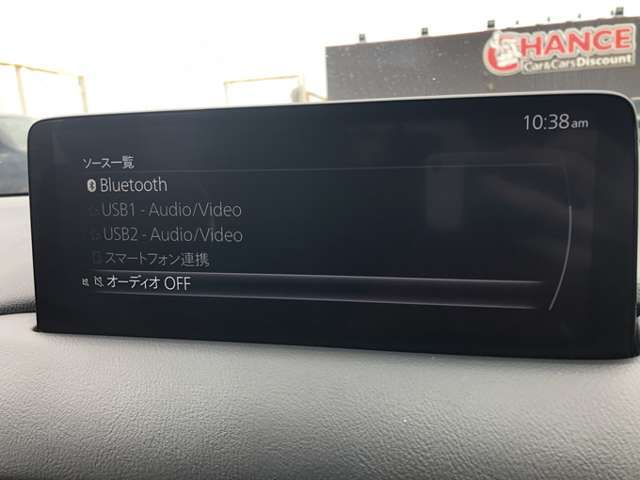 CHANCE
Car&Cars Discount
10:38am
ソース一覧
Bluetooth
USB1 - Audio/Video
USB2 - Audio/Video
スマートフォン連携
オーディオ OFF